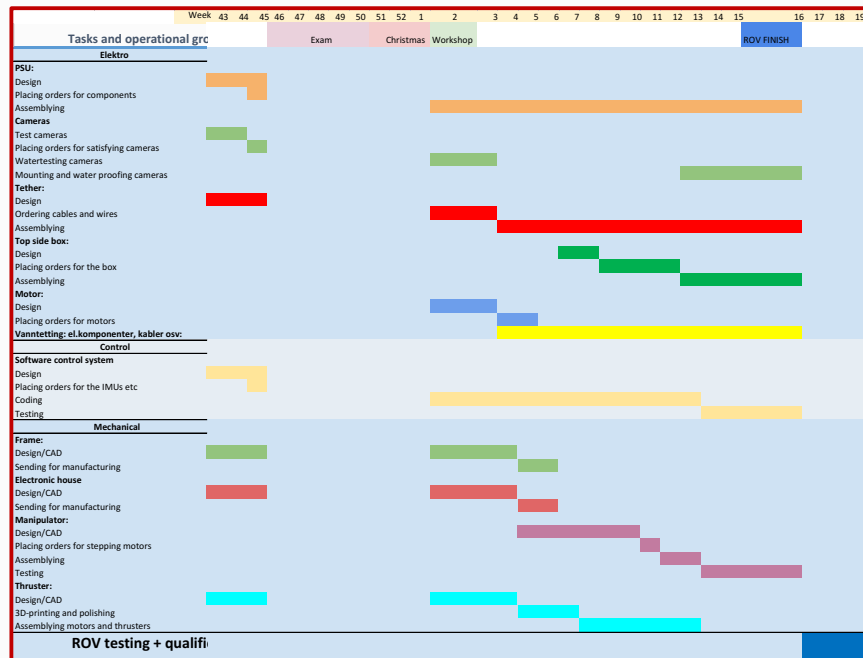 Week 43 44 45 46 47 48 49 50 51 52 1 2 3 4 5 6 7 8 9 10 11 12 13 14 15 16 17 18 19
Tasks and operational gro Exam Christmas Workshop ROV FINISH
Elektro
PSU:
Design
Placing orders for components
Assemblying
Cameras
Test cameras
Placing orders for satisfying cameras
Watertesting cameras
Mounting and water proofing cameras
Tether:
Design
Ordering cables and wires
Assemblying
Top side box:
Design
Placing orders for the box
Assemblying
Motor:
Design
Placing orders for motors
Vanntetting: el.komponenter, kabler osv:
Control
Software control system
Design
Placing orders for the IMUs etc
Coding
Testing
Mechanical
Frame:
Design/CAD
Sending for manufacturing
Electronic house
Design/CAD
Sending for manufacturing
Manipulator:
Design/CAD
Placing orders for stepping motors
Assemblying
Testing
Thruster:
Design/CAD
3D-printing and polishing
Assemblying motors and thrusters
ROV testing + qualifi